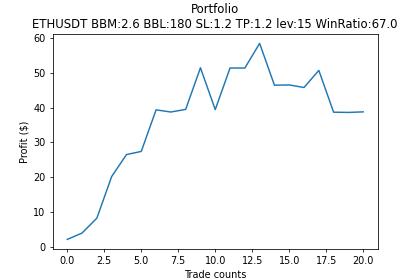 Portfolio
ETHUSDT BBM:2.6 BBL:180 SL:1.2 TP:1.2 lev:15 WinRatio:67.0
60
50
40
30
20
10
0
Profit ($)
0.0 2.5 5.0 7.5 10.0 12.5 15.0 17.5 20.0
Trade counts